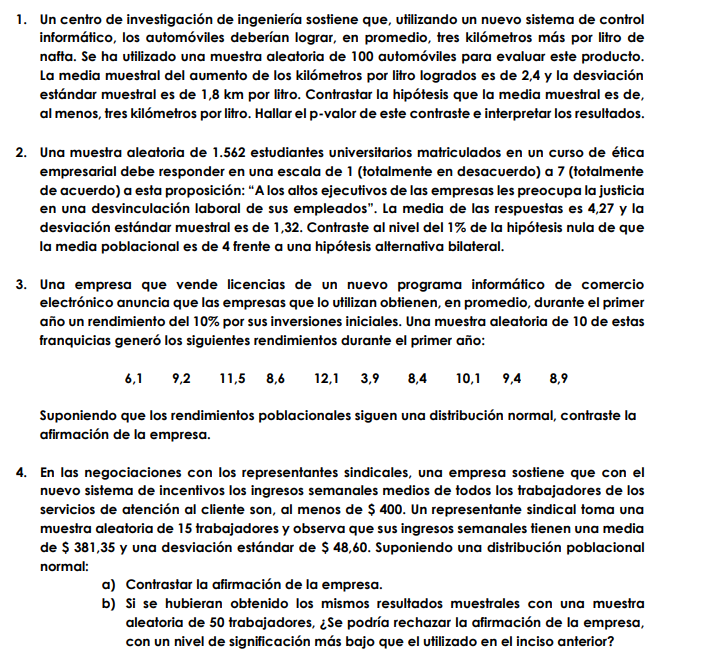 1. Un centro de investigación de ingeniería sostiene que, utilizando un nuevo sistema de control
informático, los automóviles deberían lograr, en promedio, tres kilómetros más por litro de
nafta. Se ha utilizado una muestra aleatoria de 100 automóviles para evaluar este producto.
La media muestral del aumento de los kilómetros por litro logrados es de 2,4 y la desviación
estándar muestral es de 1,8 km por litro. Contrastar la hipótesis que la media muestral es de,
al menos, tres kilómetros por litro. Hallar el p-valor de este contraste e interpretar los resultados.
2. Una muestra aleatoria de 1.562 estudiantes universitarios matriculados en un curso de ética
empresarial debe responder en una escala de 1 (totalmente en desacuerdo) a 7 (totalmente
de acuerdo) a esta proposición: “A los altos ejecutivos de las empresas les preocupa la justicia
en una desvinculación laboral de sus empleados”. La media de las respuestas es 4,27 y la
desviación estándar muestral es de 1,32. Contraste al nivel del 1% de la hipótesis nula de que
la media poblacional es de 4 frente a una hipótesis alternativa bilateral.
3. Una empresa que vende licencias de un nuevo programa informático de comercio
electrónico anuncia que las empresas que lo utilizan obtienen, en promedio, durante el primer
año un rendimiento del 10% por sus inversiones iniciales. Una muestra aleatoria de 10 de estas
franquicias generó los siguientes rendimientos durante el primer año:
6,1 9,2 11,5 8,6 12,1 3,9 8,4 10,1 9,4 8,9
Suponiendo que los rendimientos poblacionales siguen una distribución normal, contraste la
afirmación de la empresa.
4. En las negociaciones con los representantes sindicales, una empresa sostiene que con el
nuevo sistema de incentivos los ingresos semanales medios de todos los trabajadores de los
servicios de atención al cliente son, al menos de $ 400. Un representante sindical toma una
muestra aleatoria de 15 trabajadores y observa que sus ingresos semanales tienen una media
de $ 381,35 y una desviación estándar de $ 48,60. Suponiendo una distribución poblacional
normal:
a) Contrastar la afirmación de la empresa.
b) Si se hubieran obtenido los mismos resultados muestrales con una muestra
aleatoria de 50 trabajadores, ¿Se podría rechazar la afirmación de la empresa,
con un nivel de significación más bajo que el utilizado en el inciso anterior?